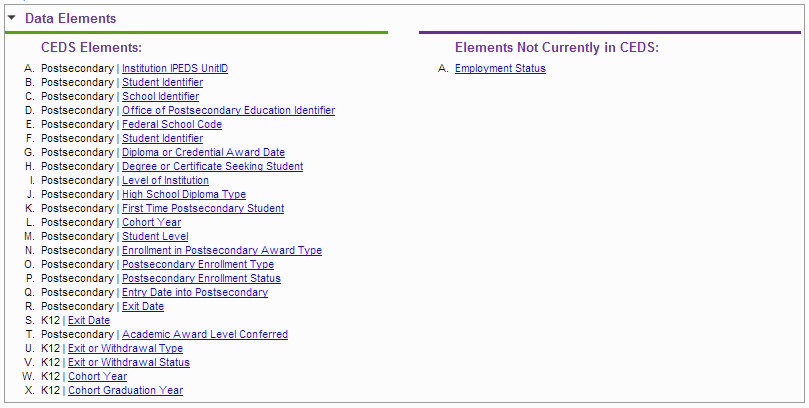 Data Elements
CEDS Elements:
A. Postsecondary | Institution IPEDS UnitID
B. Postsecondary | Student Identifier
C. Postsecondary | School Identifier
D. Postsecondary | Office of Postsecondary Education Identifier
E. Postsecondary | Federal School Code
F. Postsecondary | Student Identifier
G. Postsecondary | Diploma or Credential Award Date
H. Postsecondary | Degree or Certificate Seeking Student
I. Postsecondary | Level of Institution
J. Postsecondary | High School Diploma Type
K. Postsecondary | First Time Postsecondary Student
L. Postsecondary | Cohort Year
M. Postsecondary | Student Level
N. Postsecondary | Enrollment in Postsecondary Award Type
O. Postsecondary | Postsecondary Enrollment Type
P. Postsecondary | Postsecondary Enrollment Status
Q. Postsecondary | Entry Date into Postsecondary
R. Postsecondary | Exit Date
S. K12 | Exit Date
T. Postsecondary | Academic Award Level Conferred
U. K12 | Exit or Withdrawal Type
V. K12 | Exit or Withdrawal Status
W. K12 | Cohort Year
X. K12 | Cohort Graduation Year
Elements Not Currently in CEDS:
A. Employment Status